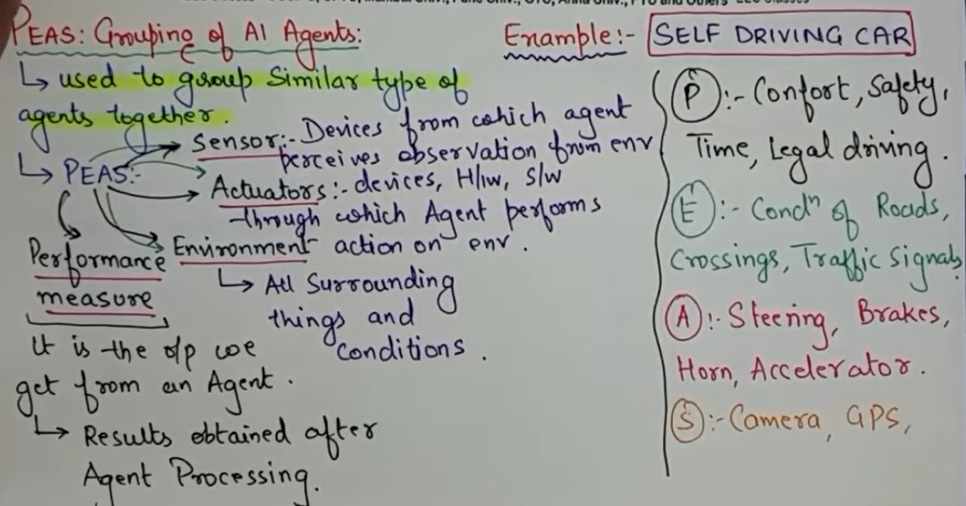 PEAS: Grouping of AI Agents:
↳ used to group Similar type of
agents together.
↳ PEAS:-
Sensor:- Devices from which agent
perceives observation from env
Actuators:- devices, H/w, S/w
through which Agent performs
action on env.
Environment
↳ All Surrounding
things and
conditions.
Performance
measure
It is the o/p we
get from an Agent.
↳ Results obtained after
Agent Processing.
Example:- SELF DRIVING CAR
(P):- Confort, Safety,
Time, Legal driving.
(E):- Condⁿ of Roads,
Crossings, Traffic Signals
(A):- Steering, Brakes,
Horn, Accelerator.
(S):- Camera, GPS,